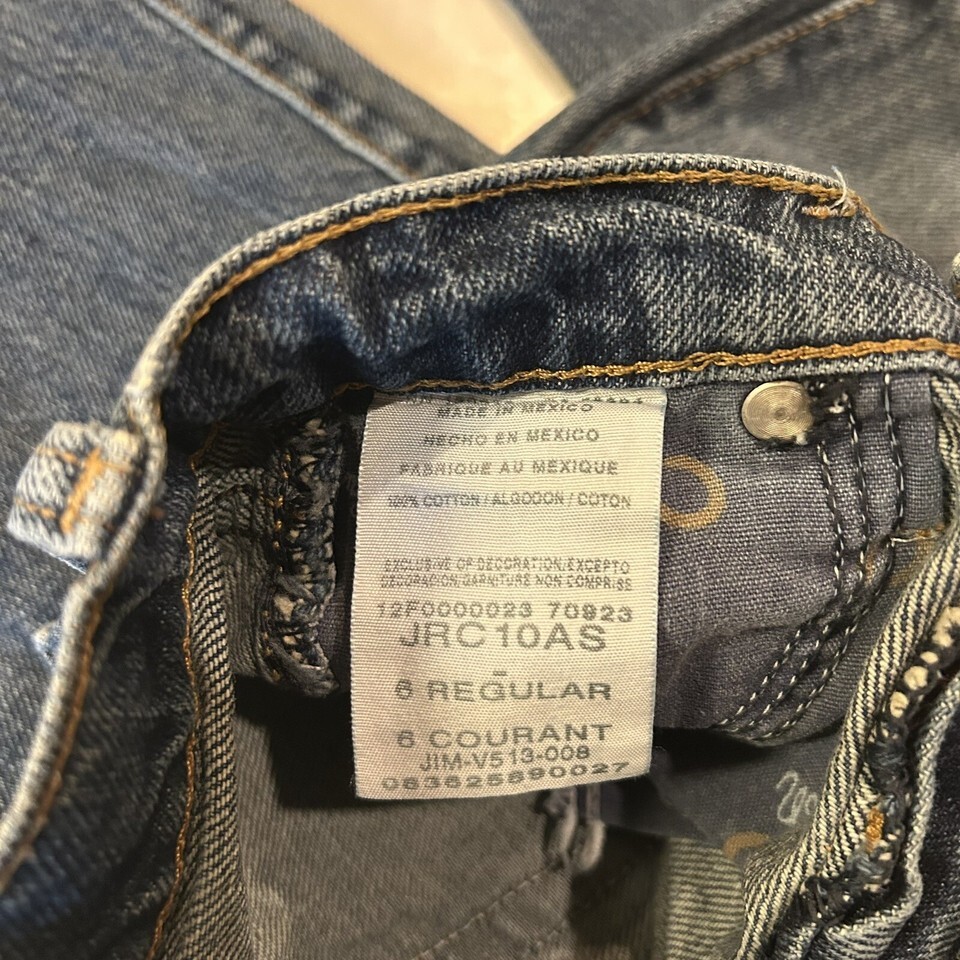 MADE IN MEXICO
HECHO EN MEXICO
FABRIQUE AU MEXIQUE
100% COTTON / ALGODON / COTON
EXCLUSIVE OF DECORATION/EXCEPTO
DECORACION/GARNITURE NON COMPRISE
12F0000023 70923
JRC10AS
-
6 REGULAR
6 COURANT
JIM-V513-008
083625890027